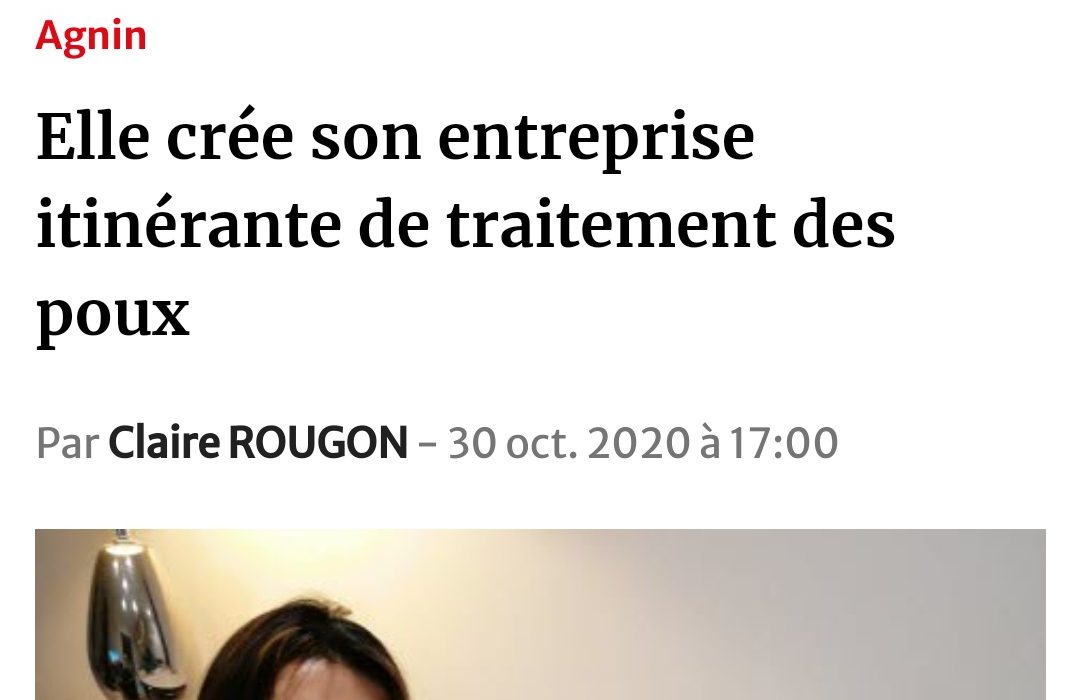 Agnin
Elle crée son entreprise
itinérante de traitement des
poux
Par Claire ROUGON - 30 oct. 2020 à 17:00